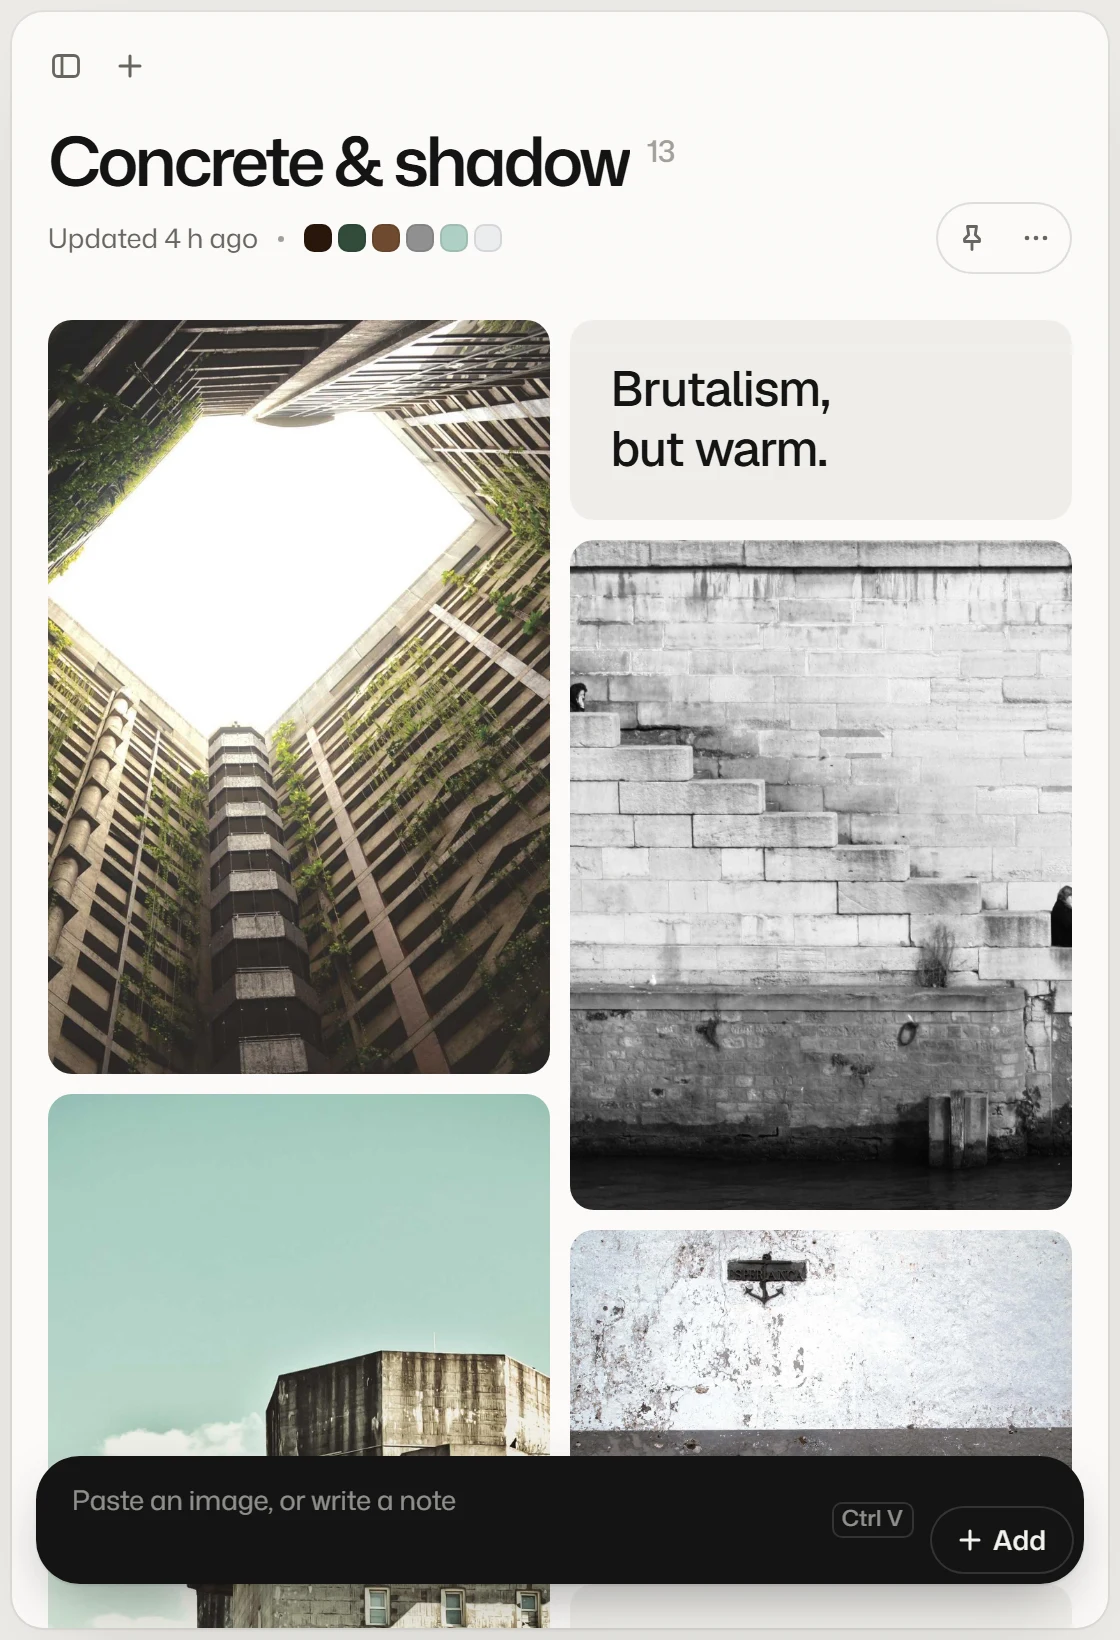 Concrete & shadow 13
Updated 4 h ago
Brutalism,
but warm.
Paste an image, or write a note
Ctrl V
+ Add